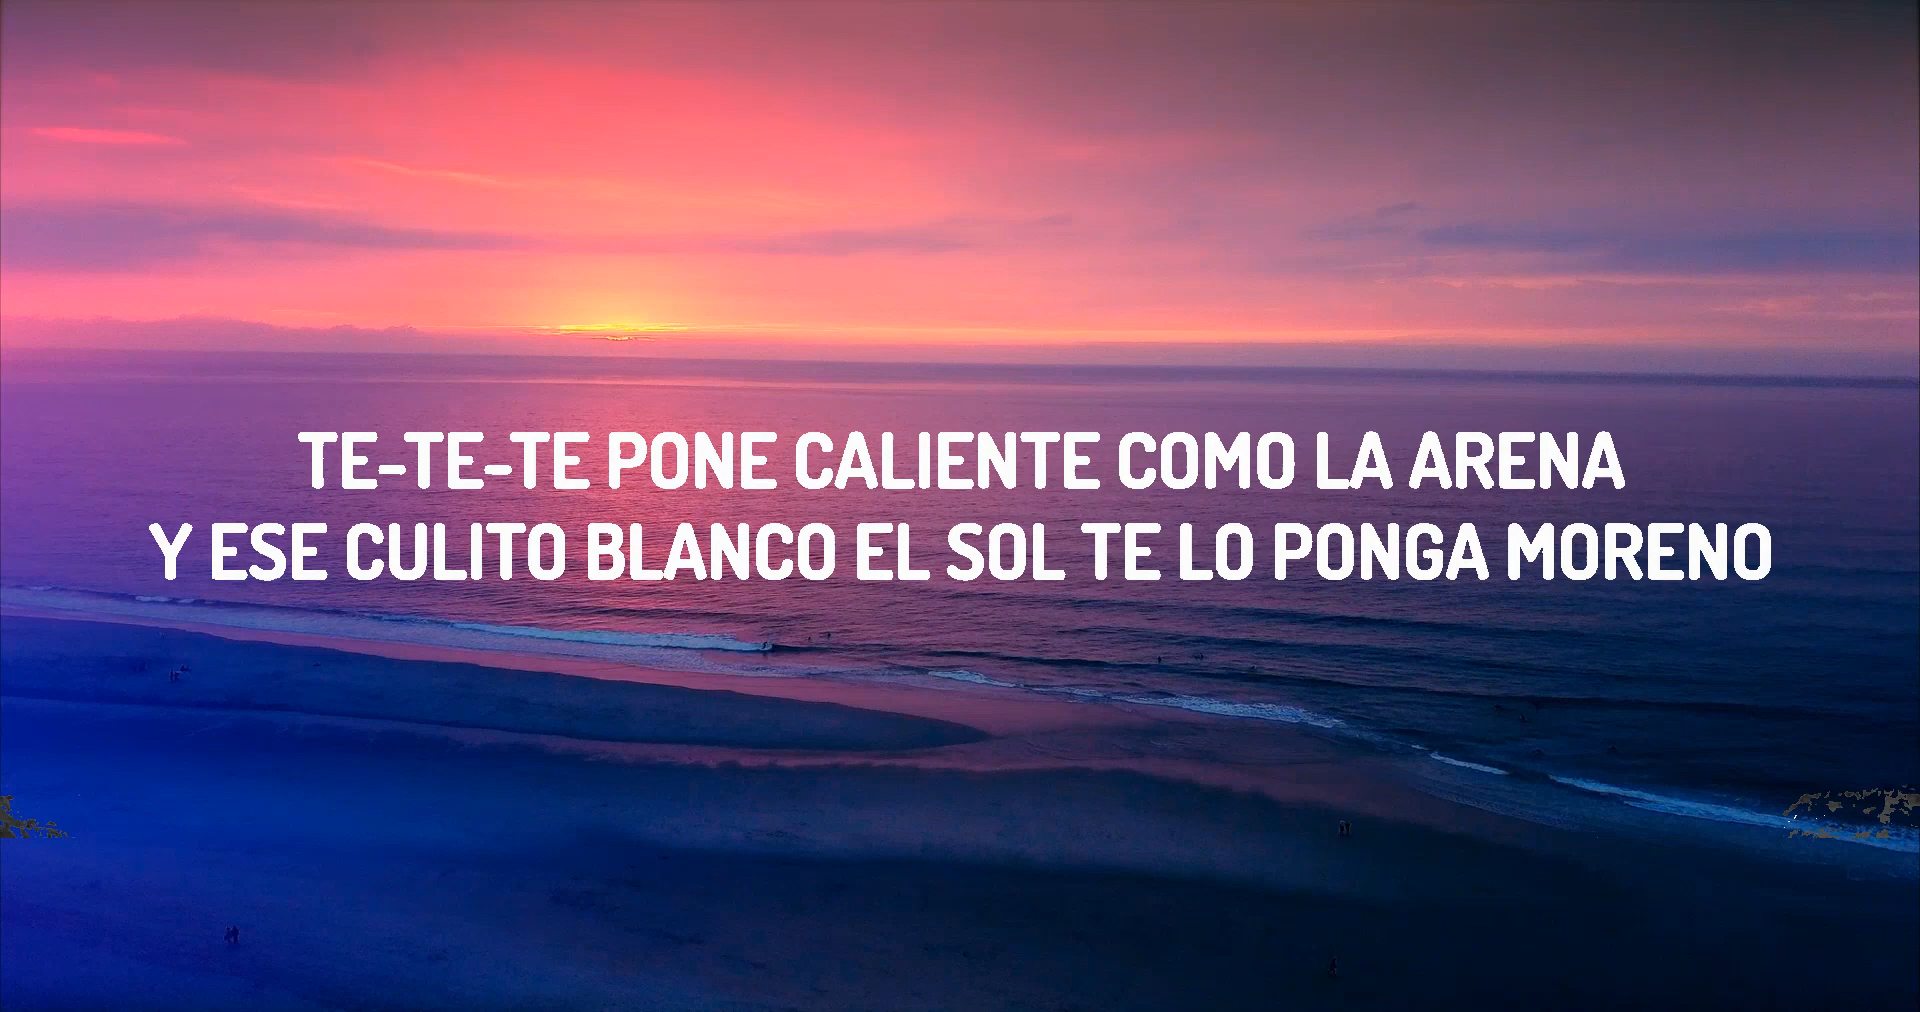 TE-TE-TE PONE CALIENTE COMO LA ARENA
Y ESE CULITO BLANCO EL SOL TE LO PONGA MORENO